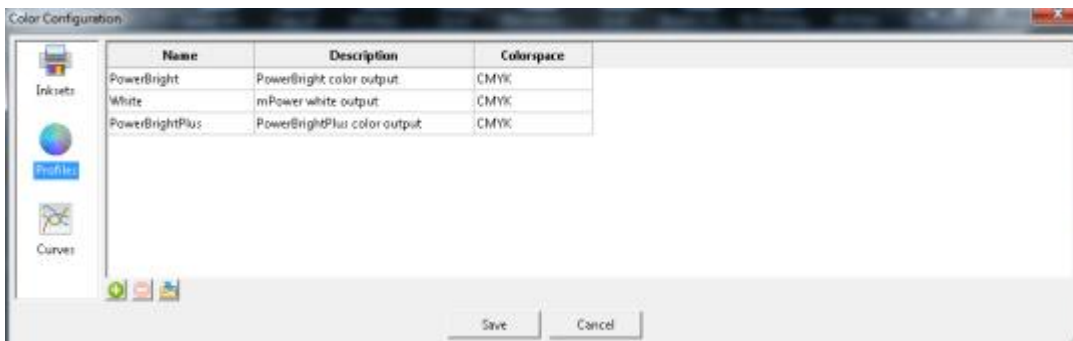 Color Configuration
Inksets
Profiles
Curves
Name Description Colorspace
PowerBright PowerBright color output CMYK
White mPower white output CMYK
PowerBrightPlus PowerBrightPlus color output CMYK
Save Cancel